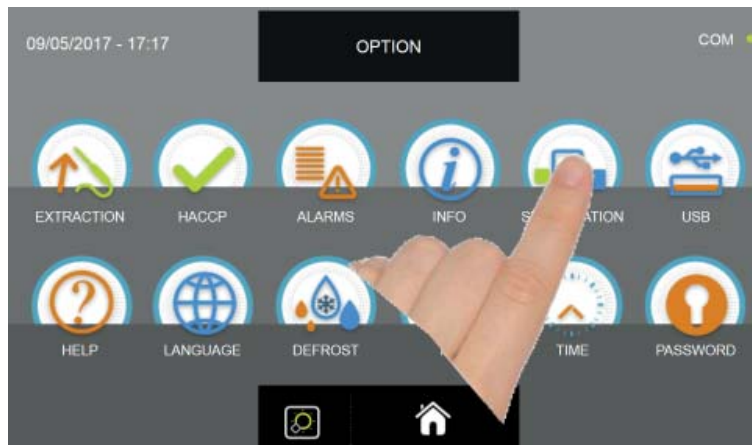 09/05/2017 - 17:17 OPTION COM
EXTRACTION HACCP ALARMS INFO USB
HELP LANGUAGE DEFROST TIME PASSWORD